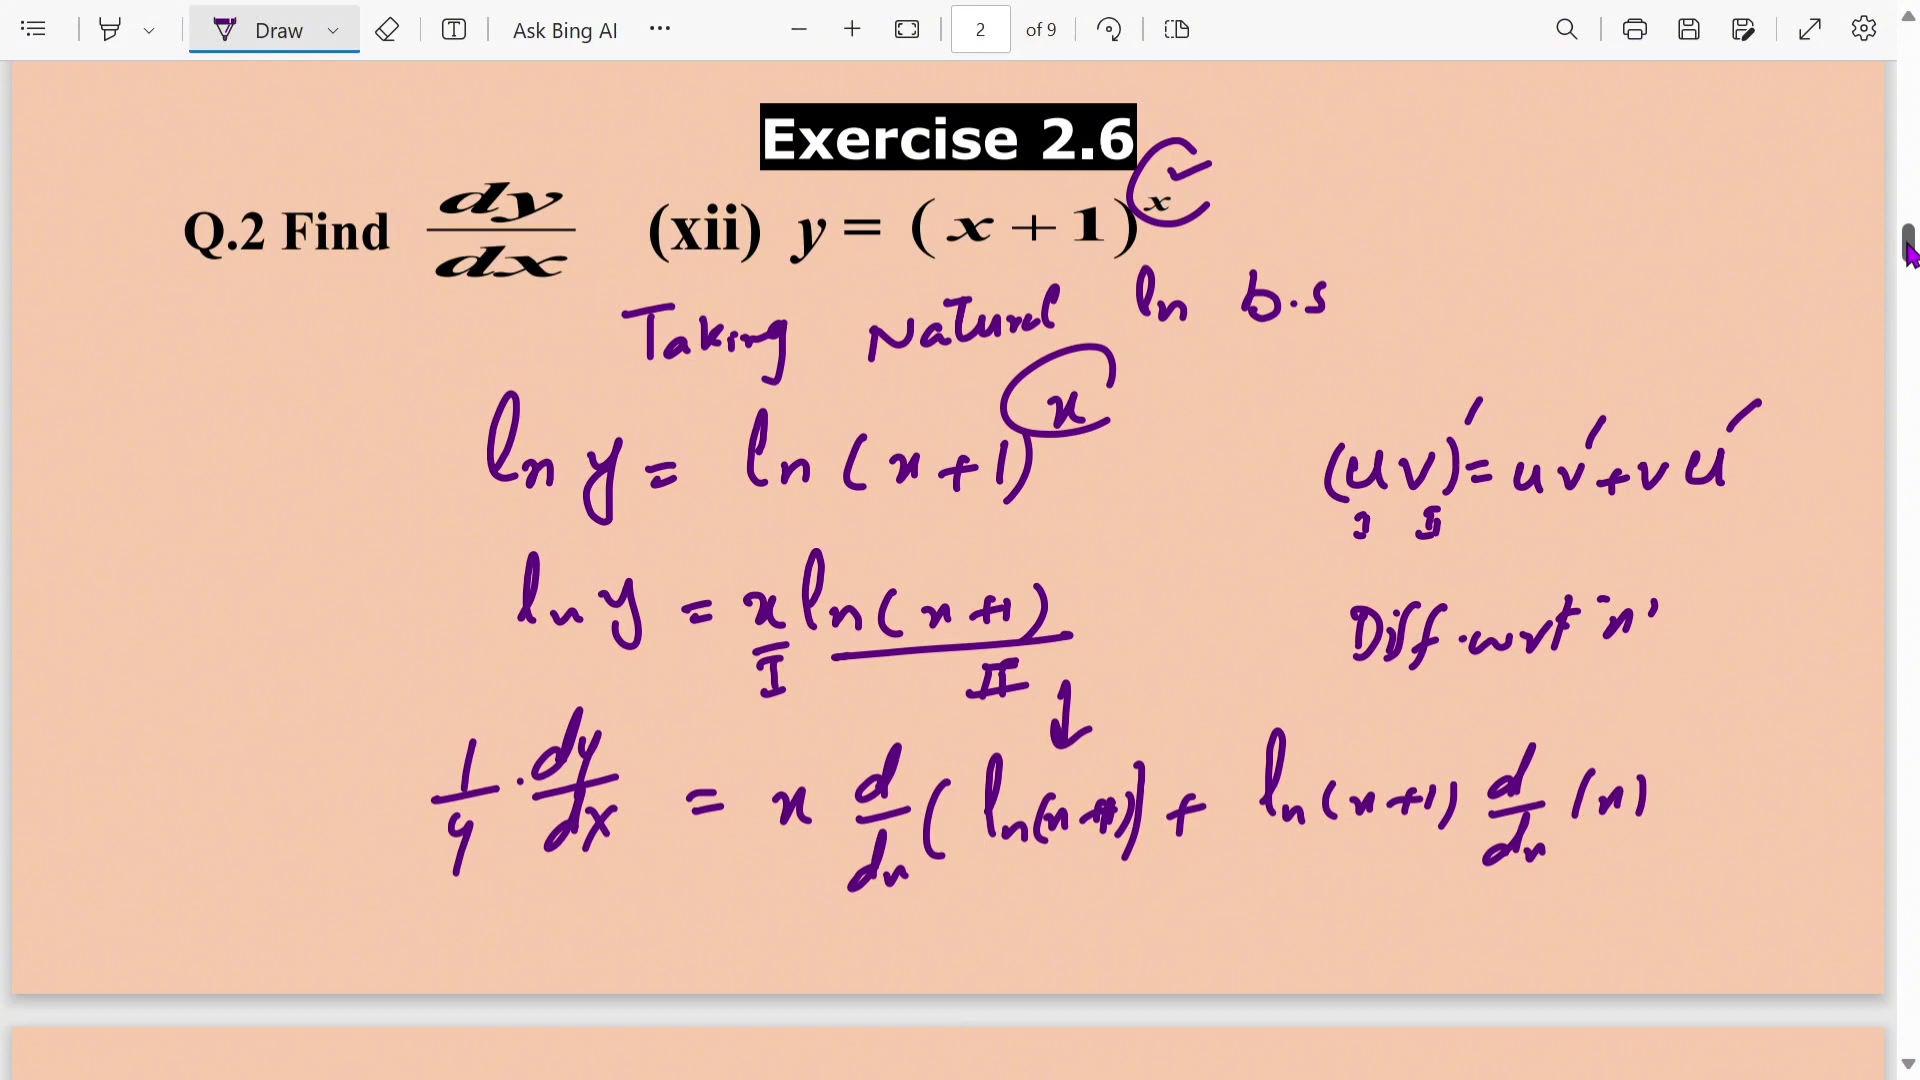 Draw Ask Bing AI 2 of 9
Exercise 2.6
Q.2 Find dy/dx (xii) y = (x+1)^x
Taking Natural ln b.s
ln y = ln (x+1)^x
(uv)' = uv' + vu'
I II
ln y = x ln (x+1)
I II
Diff. wrt 'x'
1/y . dy/dx = x d/dx ( ln(x+1) ) + ln (x+1) d/dx (x)